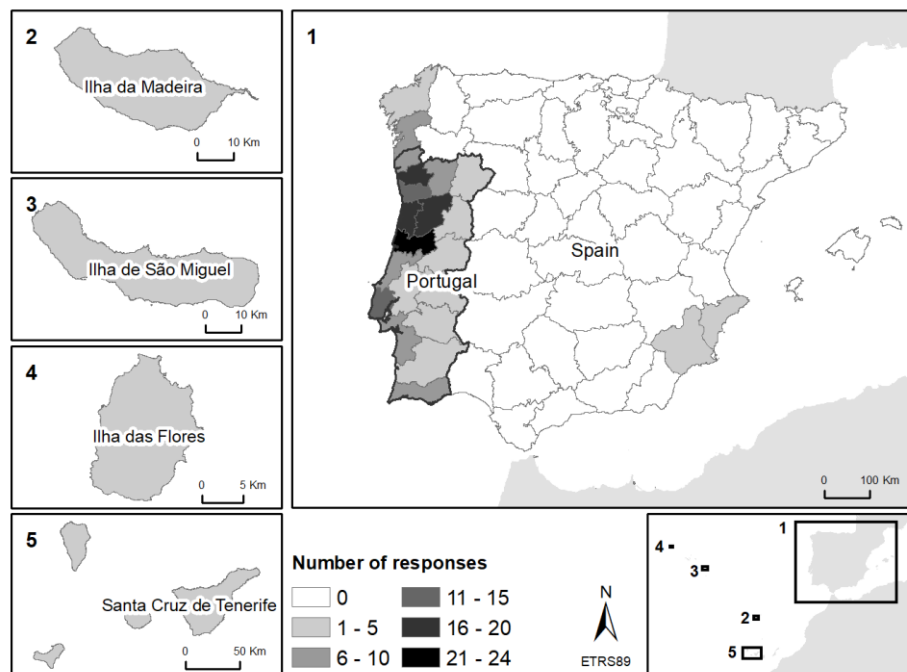 2
Ilha da Madeira
0 10 Km
3
Ilha de São Miguel
0 10 Km
4
Ilha das Flores
0 5 Km
5
Santa Cruz de Tenerife
0 50 Km
1
Spain
Portugal
0 100 Km
Number of responses
0
1 - 5
6 - 10
11 - 15
16 - 20
21 - 24
N
ETRS89
1
4
3
2
5